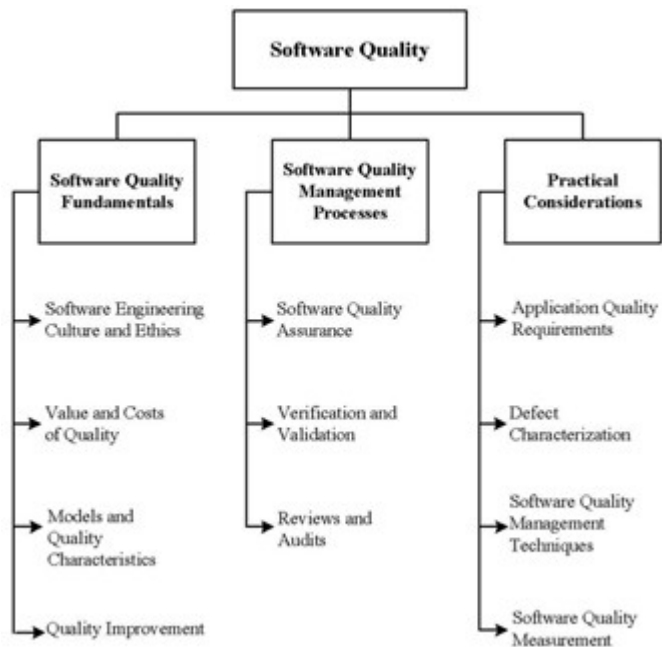 Software Quality
Software Quality
Fundamentals
Software Engineering
Culture and Ethics
Value and Costs
of Quality
Models and
Quality
Characteristics
Quality Improvement
Software Quality
Management
Processes
Software Quality
Assurance
Verification and
Validation
Reviews and
Audits
Practical
Considerations
Application Quality
Requirements
Defect
Characterization
Software Quality
Management
Techniques
Software Quality
Measurement